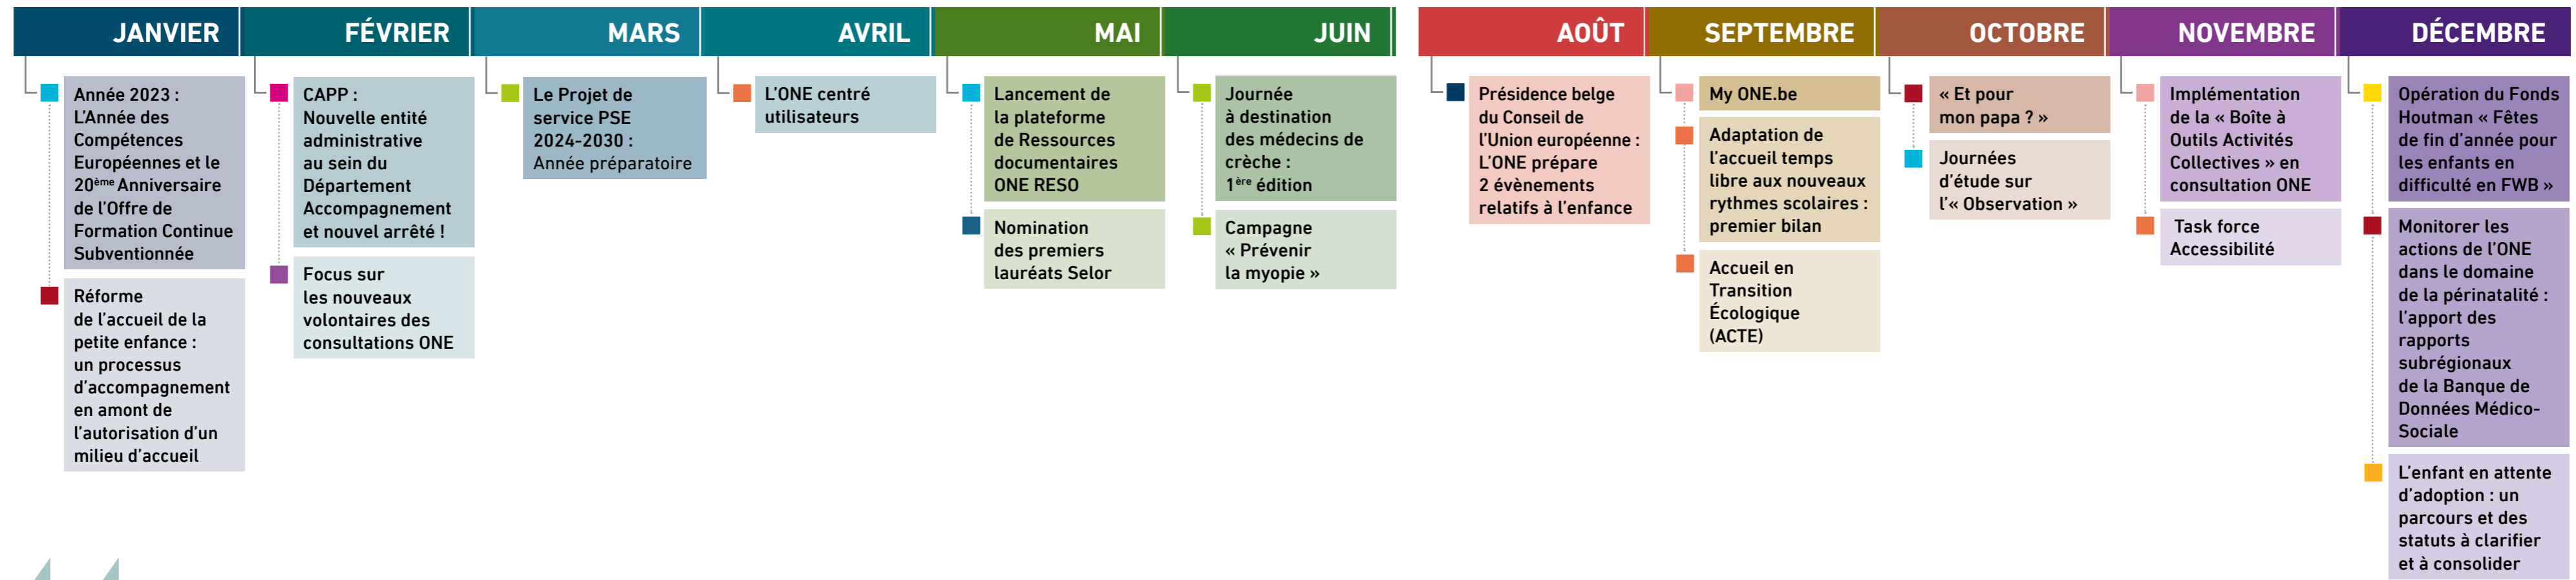 JANVIER
Année 2023 :
L'Année des
Compétences
Européennes et le
20ème Anniversaire
de l'Offre de
Formation Continue
Subventionnée
Réforme
de l'accueil de la
petite enfance :
un processus
d'accompagnement
en amont de
l'autorisation d'un
milieu d'accueil
FÉVRIER
CAPP :
Nouvelle entité
administrative
au sein du
Département
Accompagnement
et nouvel arrêté !
Focus sur
les nouveaux
volontaires des
consultations ONE
MARS
Le Projet de
service PSE
2024-2030 :
Année préparatoire
AVRIL
L'ONE centré
utilisateurs
MAI
Lancement de
la plateforme
de Ressources
documentaires
ONE RESO
Nomination
des premiers
lauréats Selor
JUIN
Journée
à destination
des médecins de
crèche :
1ère édition
Campagne
« Prévenir
la myopie »
AOÛT
Présidence belge
du Conseil de
l'Union européenne :
L'ONE prépare
2 évènements
relatifs à l'enfance
SEPTEMBRE
My ONE.be
Adaptation de
l'accueil temps
libre aux nouveaux
rythmes scolaires :
premier bilan
Accueil en
Transition
Écologique
(ACTE)
OCTOBRE
« Et pour
mon papa ? »
Journées
d'étude sur
l'« Observation »
NOVEMBRE
Implémentation
de la « Boîte à
Outils Activités
Collectives » en
consultation ONE
Task force
Accessibilité
DÉCEMBRE
Opération du Fonds
Houtman « Fêtes
de fin d'année pour
les enfants en
difficulté en FWB »
Monitorer les
actions de l'ONE
dans le domaine
de la périnatalité :
l'apport des
rapports
subrégionaux
de la Banque de
Données Médico-
Sociale
L'enfant en attente
d'adoption : un
parcours et des
statuts à clarifier
et à consolider